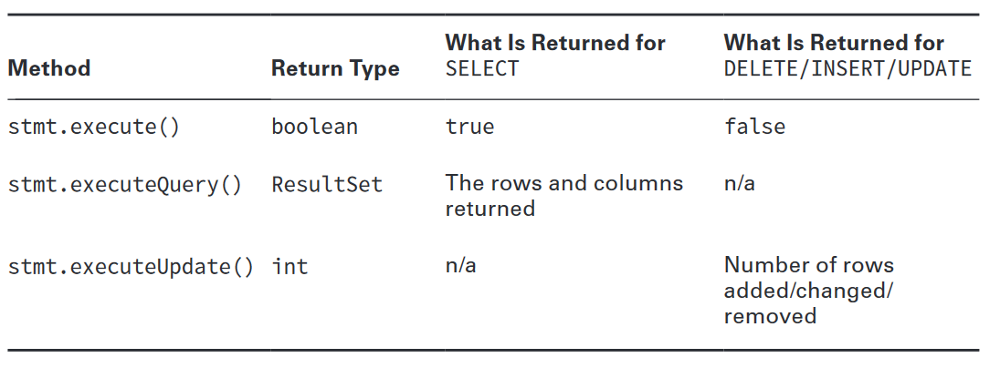 Method Return Type What Is Returned for SELECT What Is Returned for DELETE/INSERT/UPDATE
stmt.execute() boolean true false
stmt.executeQuery() ResultSet The rows and columns returned n/a
stmt.executeUpdate() int n/a Number of rows added/changed/removed